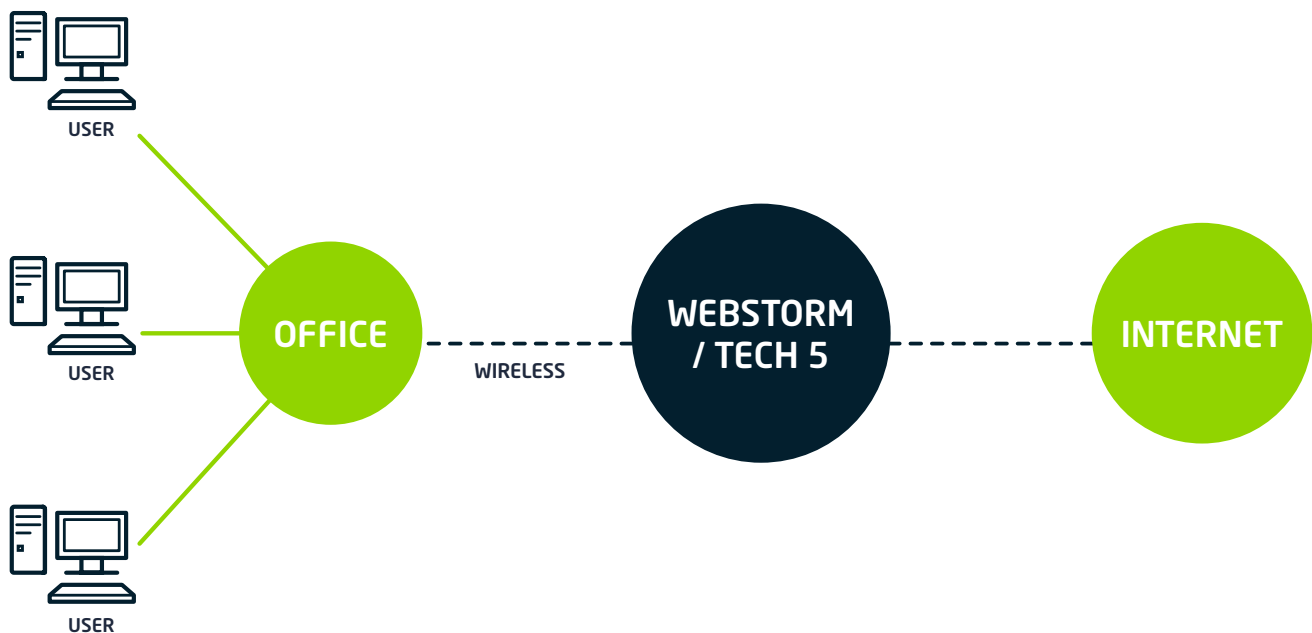 USER
USER
USER
OFFICE
WIRELESS
WEBSTORM
/ TECH 5
INTERNET